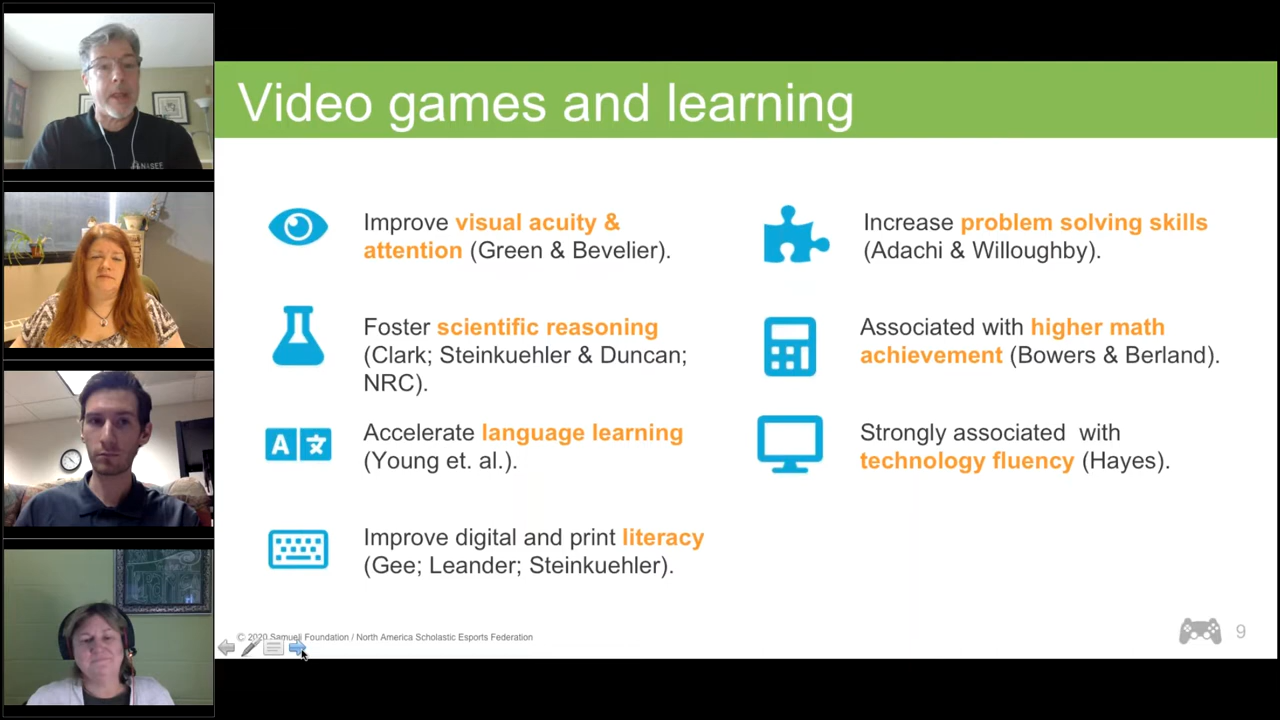 Video games and learning
Improve visual acuity &
attention (Green & Bevelier).
Foster scientific reasoning
(Clark; Steinkuehler & Duncan;
NRC).
A 文
Accelerate language learning
(Young et. al.).
Improve digital and print literacy
(Gee; Leander; Steinkuehler).
Increase problem solving skills
(Adachi & Willoughby).
Associated with higher math
achievement (Bowers & Berland).
Strongly associated with
technology fluency (Hayes).
© 2020 Samueli Foundation / North America Scholastic Esports Federation
9